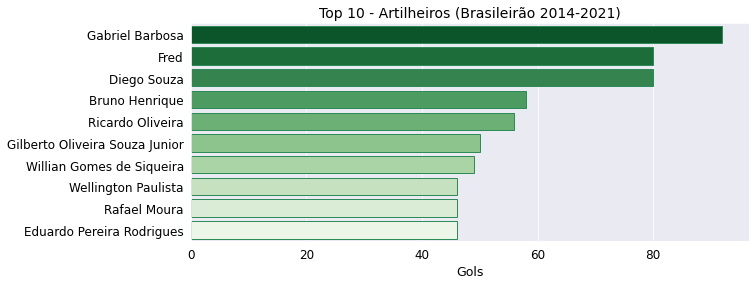 Top 10 - Artilheiros (Brasileirão 2014-2021)
Gabriel Barbosa
Fred
Diego Souza
Bruno Henrique
Ricardo Oliveira
Gilberto Oliveira Souza Junior
Willian Gomes de Siqueira
Wellington Paulista
Rafael Moura
Eduardo Pereira Rodrigues
0 20 40 60 80
Gols